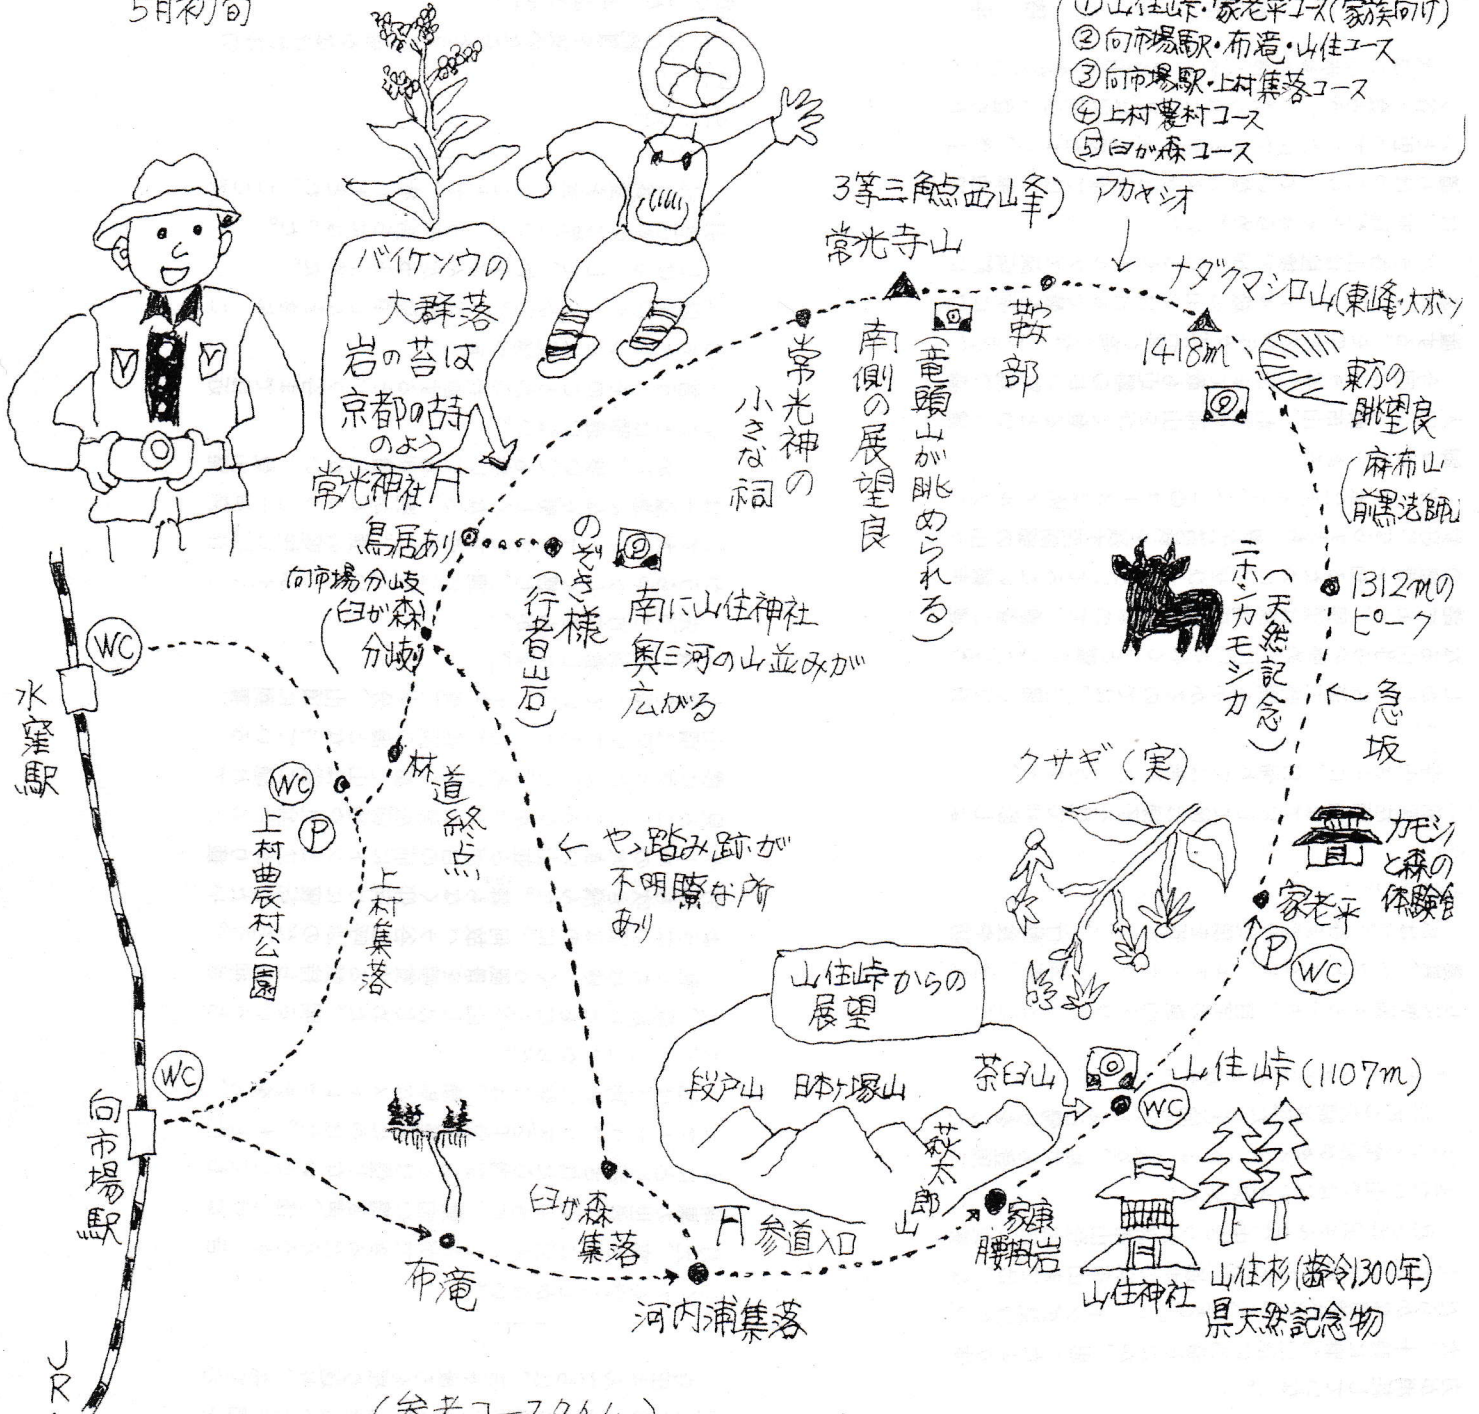 5月初旬
①山住峠・家老平コース(家族向け)
②向市場駅・布滝・山住コース
③向市場駅・上村集落コース
④上村農村コース
⑤臼が森コース
バイケソウの
大群落
岩の苔は
京都の古寺
のよう
3等三角点西峰)
常光寺山
アカヤシオ
ナダクマシロ山(東峰・大ボツ
1418m
鞍部
東方の
眺望良
(麻布山
前黒法師山
常光神の
小さな祠
南側の展望良
(竜頭山が眺められる)
常光神社
鳥居あり
のぞき様
(行者山石)
南に山住神社
奥三河の山並みが
広がる
向市場分岐
(臼が森
分岐)
ニホンカモシカ
(天然記念)
1312mの
ピーク
急坂
WC
水窪駅
林道終点
WC
P
上村農村公園
上村集落
やゝ踏み跡が
不明瞭な所
あり
クサギ(実)
カモシ
と森の
体験館
家老平
P
WC
山住峠からの
展望
段戸山
日本ヶ塚山
茶臼山
萩太郎山
山住峠(1107m)
WC
WC
向市場駅
布滝
臼が森
集落
河内浦集落
参道入口
家康
腰掛岩
山住神社
山住杉(齢令1300年)
県天然記念物
JR
(参考コースタイム)